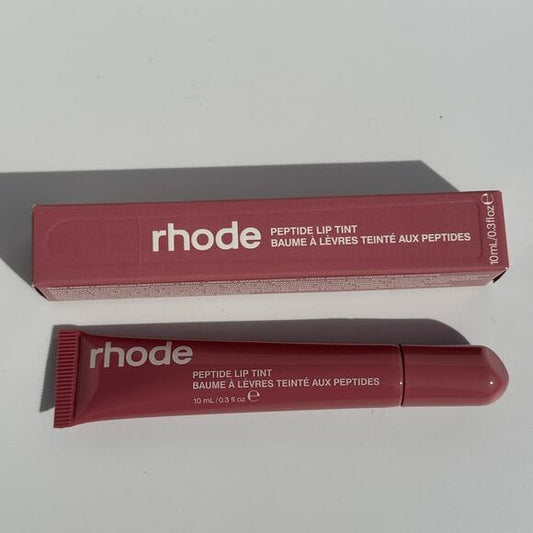 rhode
PEPTIDE LIP TINT
BAUME À LÈVRES TEINTÉ AUX PEPTIDES
10mL/0.3floz℮
rhode
PEPTIDE LIP TINT
BAUME À LÈVRES TEINTÉ AUX PEPTIDES
10 mL / 0.3 fl oz. ℮